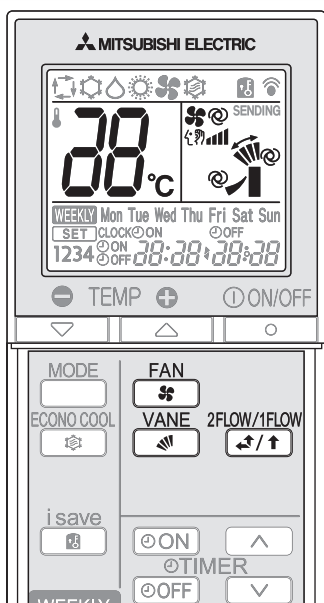 MITSUBISHI ELECTRIC
SENDING
88 °C
WEEKLY Mon Tue Wed Thu Fri Sat Sun
SET CLOCK ON OFF
1234 ON OFF 88:88 88:88
TEMP ON/OFF
MODE FAN
ECONO COOL VANE 2FLOW/1FLOW
i save
ON
TIMER
OFF
WEEKLY